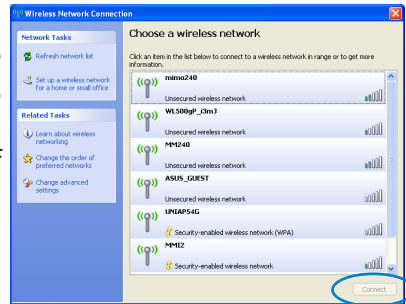 Wireless Network Connection
Network Tasks
Refresh network list
Set up a wireless network
for a home or small office
Related Tasks
Learn about wireless
networking
Change the order of
preferred networks
Change advanced
settings
Choose a wireless network
Click an item in the list below to connect to a wireless network in range or to get more
information.
mimo240
Unsecured wireless network
WL500gP_i3mJ
Unsecured wireless network
MM240
Unsecured wireless network
ASUS_GUEST
Unsecured wireless network
UNIAP54G
Security-enabled wireless network (WPA)
MMI2
Security-enabled wireless network
Connect